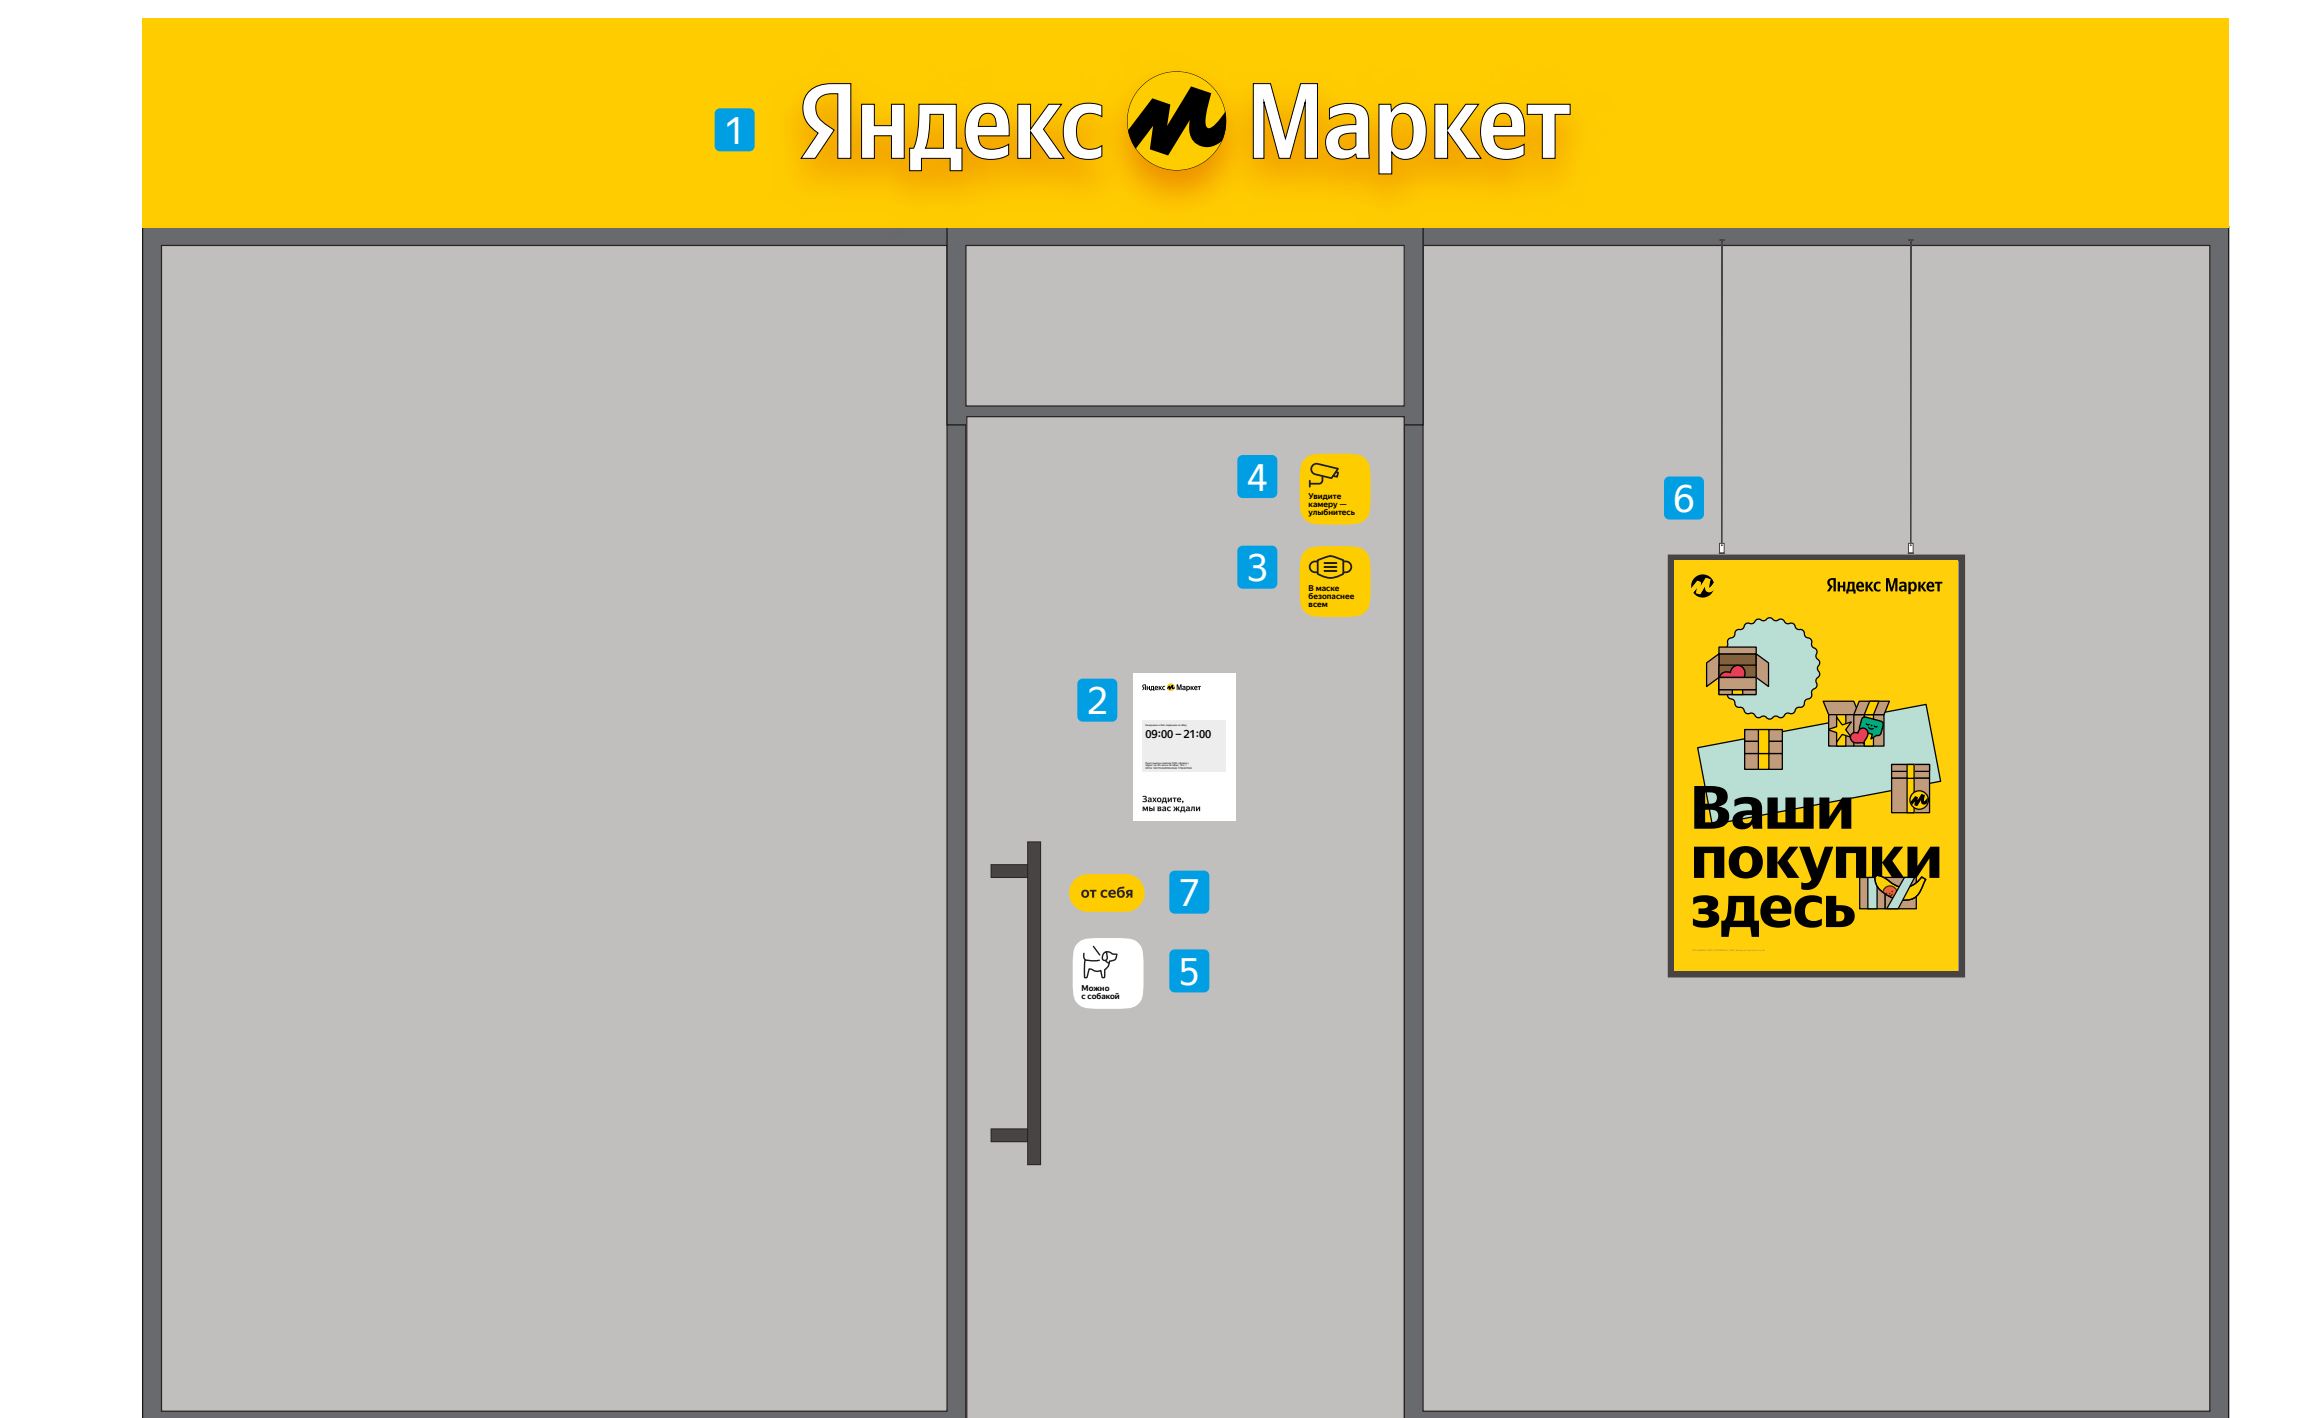 1
Яндекс Маркет
4
Увидите
камеру —
улыбнитесь
3
В маске
безопаснее
всем
2
Яндекс Маркет
09:00 – 21:00
Заходите,
мы вас ждали
от себя
7
Можно
с собакой
5
6
Яндекс Маркет
Ваши
покупки
здесь